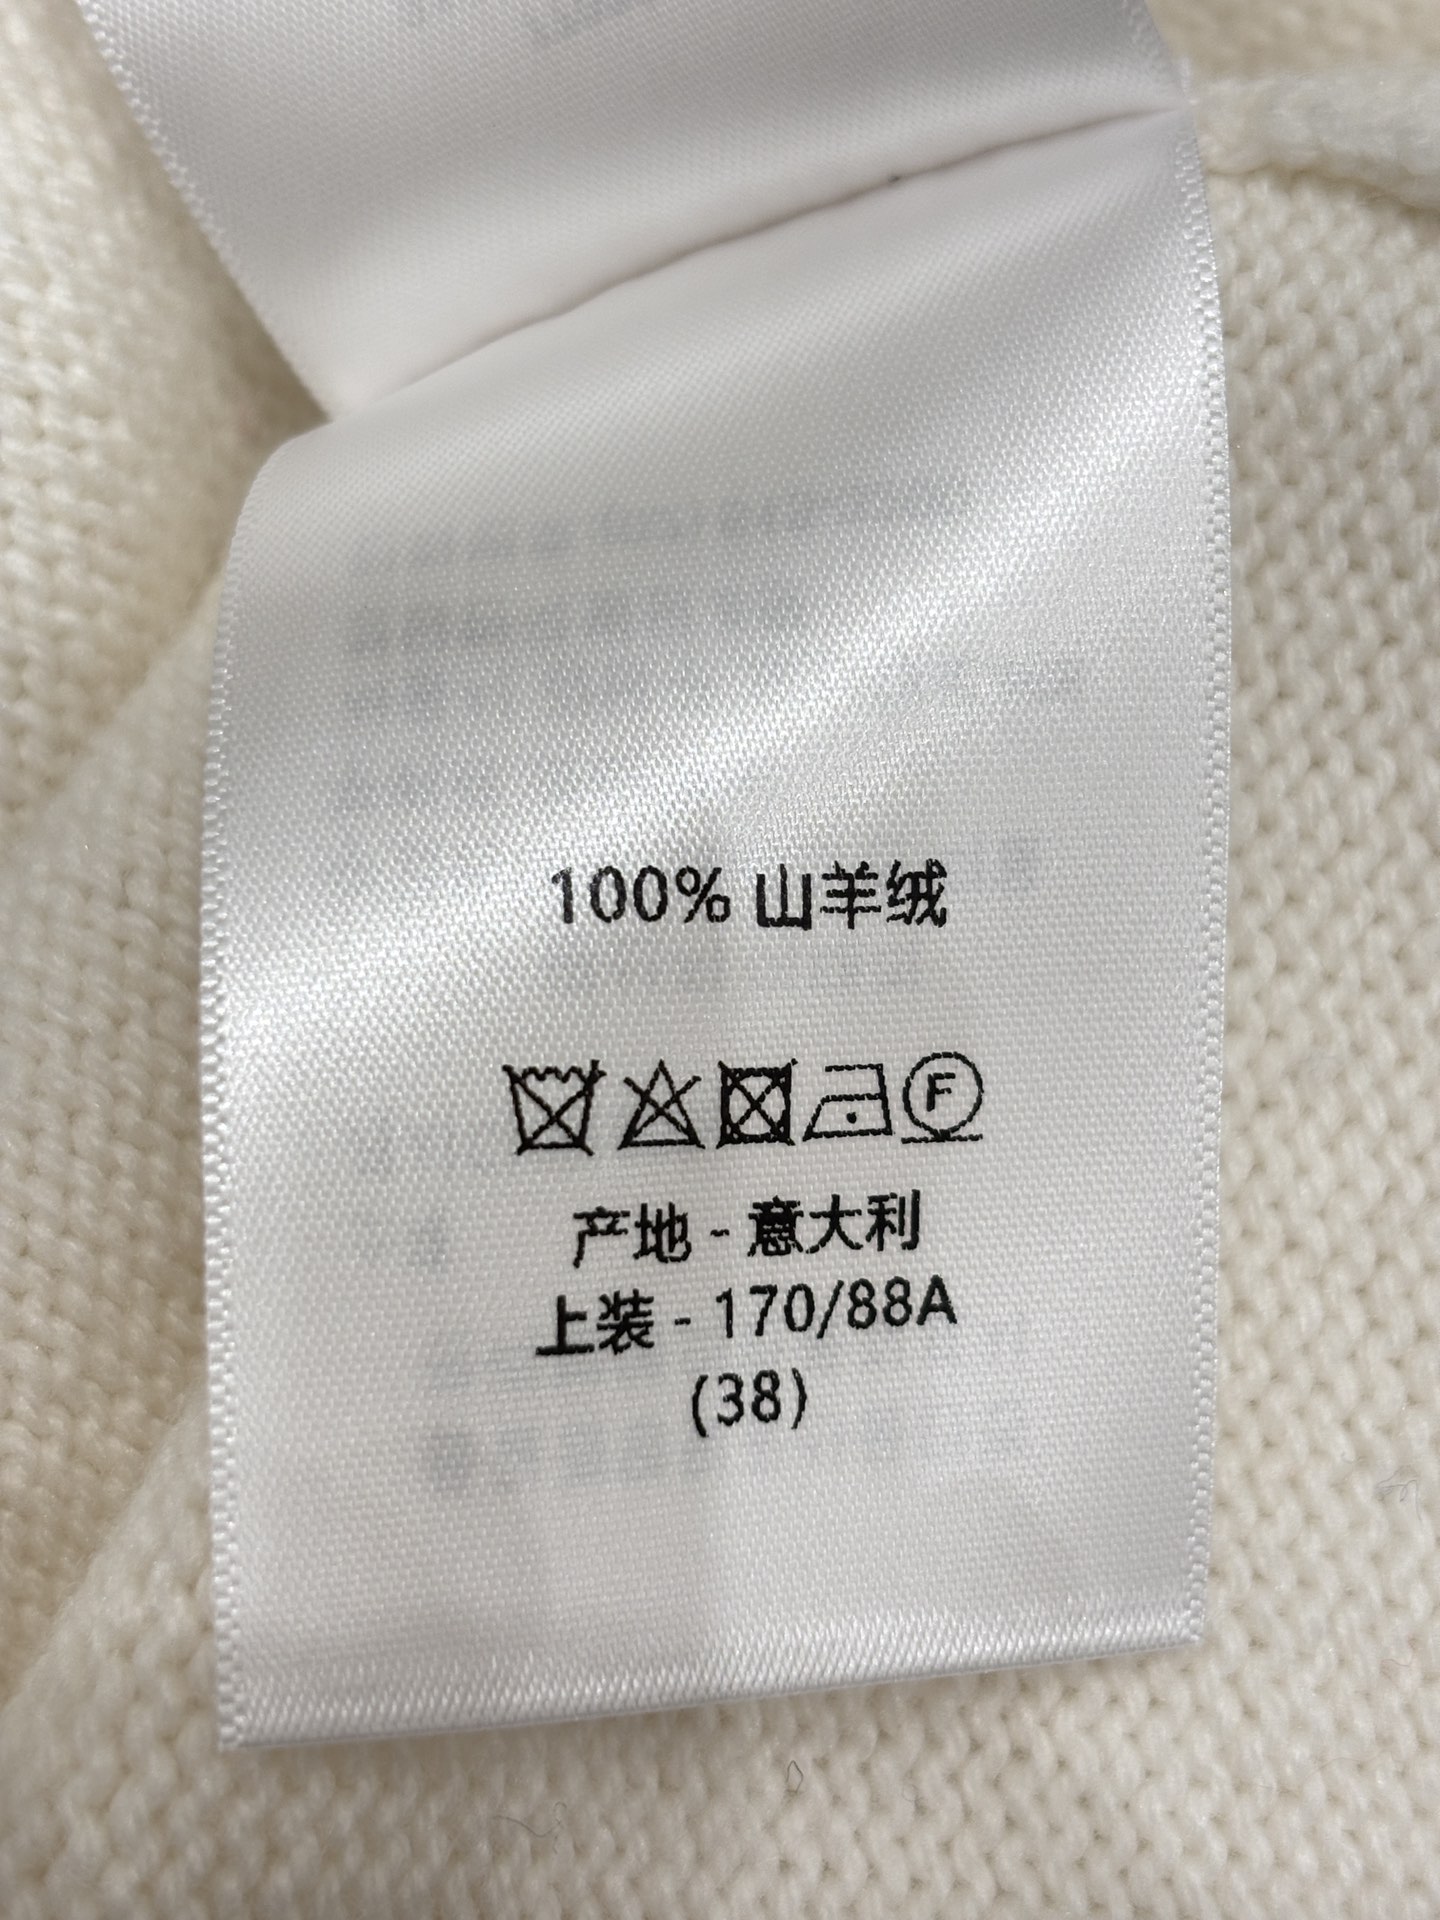 100% 山羊绒
F
产地 - 意大利
上装 - 170/88A
(38)